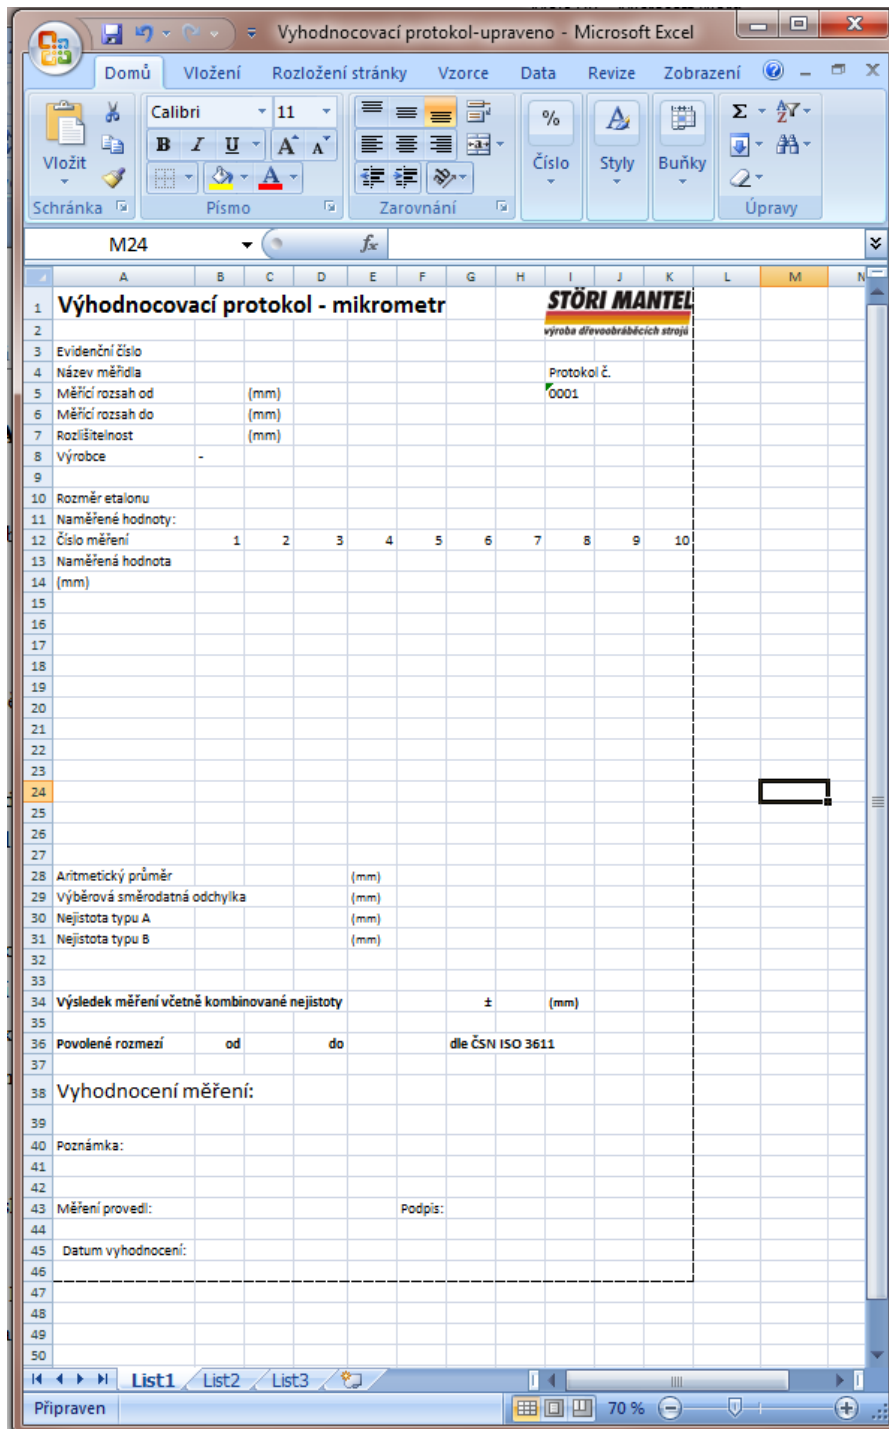 Vyhodnocovací protokol-upraveno - Microsoft Excel
Domů Vložení Rozložení stránky Vzorce Data Revize Zobrazení
Calibri 11
Vložit Číslo Styly Buňky
Schránka Písmo Zarovnání Úpravy
M24 fx
A B C D E F G H I J K L M N
1 Výhodnocovací protokol - mikrometr STÖRI MANTEL
2 výroba dřevoobráběcích strojů
3 Evidenční číslo
4 Název měřidla Protokol č.
5 Měřící rozsah od (mm) 0001
6 Měřící rozsah do (mm)
7 Rozlišitelnost (mm)
8 Výrobce -
9
10 Rozměr etalonu
11 Naměřené hodnoty:
12 Číslo měření 1 2 3 4 5 6 7 8 9 10
13 Naměřená hodnota
14 (mm)
15
16
17
18
19
20
21
22
23
24
25
26
27
28 Aritmetický průměr (mm)
29 Výběrová směrodatná odchylka (mm)
30 Nejistota typu A (mm)
31 Nejistota typu B (mm)
32
33
34 Výsledek měření včetně kombinované nejistoty ± (mm)
35
36 Povolené rozmezí od do dle ČSN ISO 3611
37
38 Vyhodnocení měření:
39
40 Poznámka:
41
42
43 Měření provedl: Podpis:
44
45 Datum vyhodnocení:
46
47
48
49
50
List1 List2 List3
Připraven 70 %